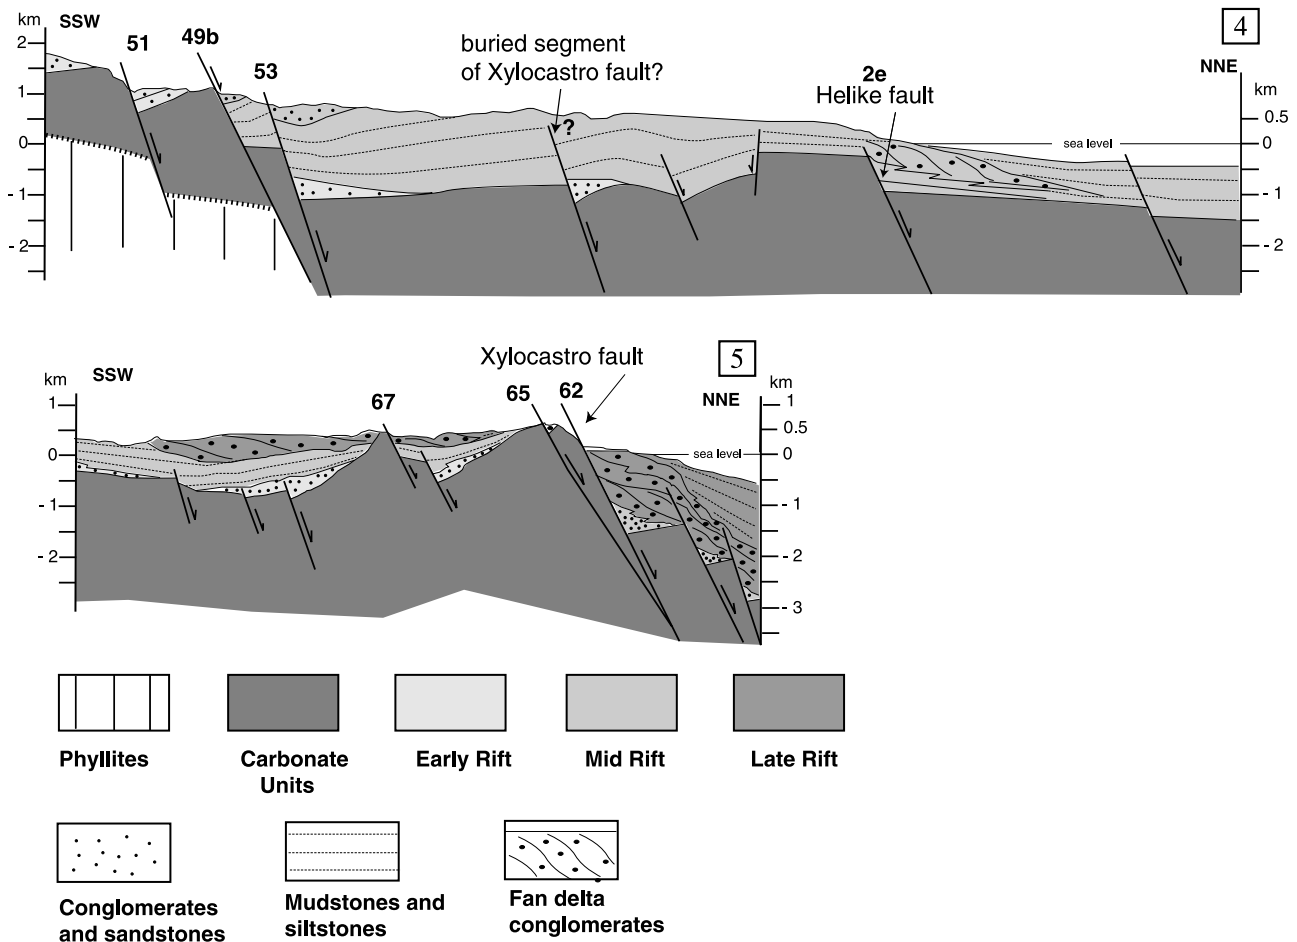 km SSW
4
51 49b 53
buried segment
of Xylocastro fault?
2e
Helike fault
NNE
km
2
1
0
- 1
- 2
?
sea level
0.5
0
- 1
- 2
Xylocastro fault
5
km SSW
67 65 62
NNE
km
1
0
- 1
- 2
sea level
1
0.5
0
- 1
- 2
- 3
Phyllites
Carbonate
Units
Early Rift
Mid Rift
Late Rift
Conglomerates
and sandstones
Mudstones and
siltstones
Fan delta
conglomerates